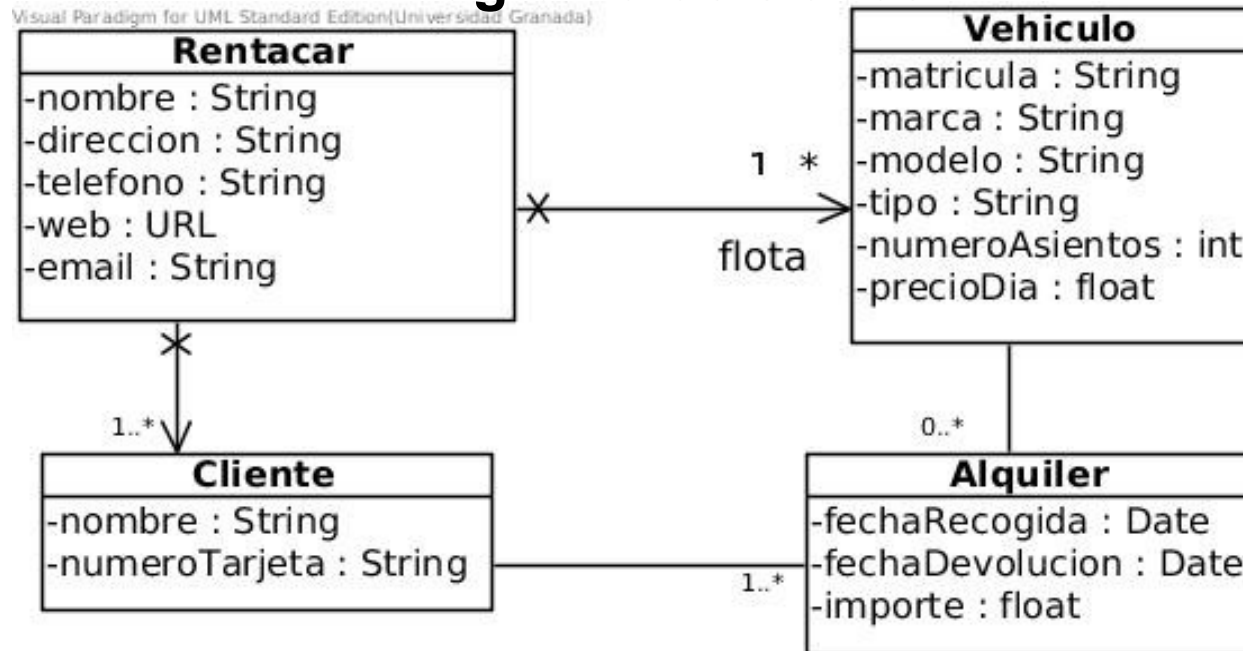 g
Visual Paradigm for UML Standard Edition(Universidad Granada)
Rentacar
-nombre : String
-direccion : String
-telefono : String
-web : URL
-email : String
1 *
flota
Vehiculo
-matricula : String
-marca : String
-modelo : String
-tipo : String
-numeroAsientos : int
-precioDia : float
1..*
0..*
Cliente
-nombre : String
-numeroTarjeta : String
1..*
Alquiler
-fechaRecogida : Date
-fechaDevolucion : Date
-importe : float